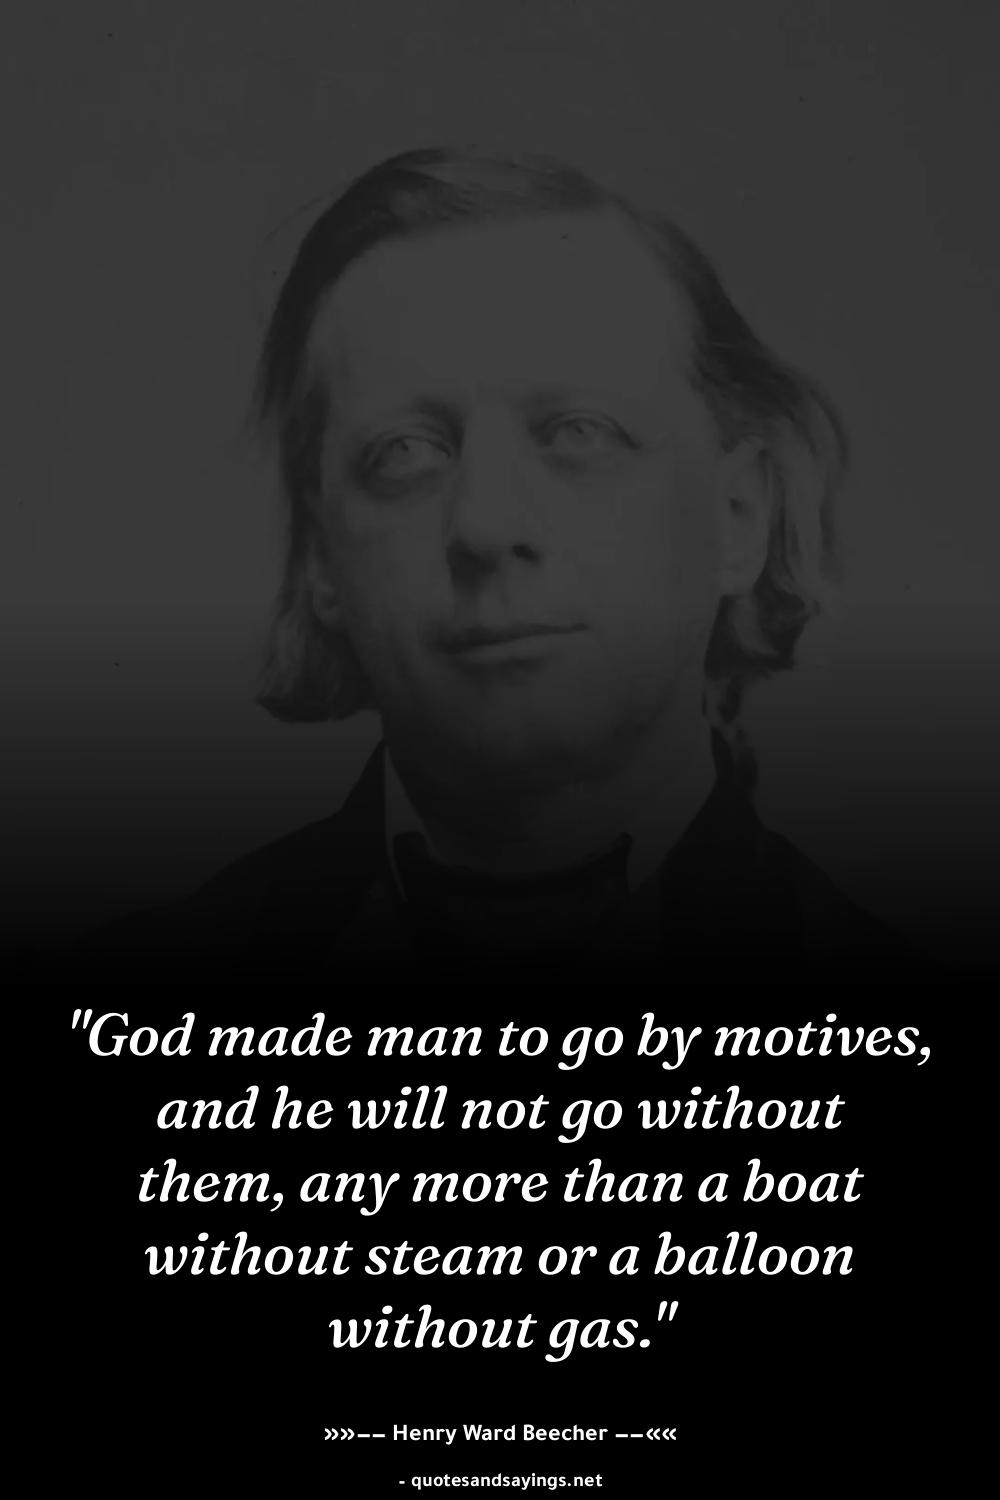 "God made man to go by motives,
and he will not go without
them, any more than a boat
without steam or a balloon
without gas."
»»−− Henry Ward Beecher −−««
- quotesandsayings.net